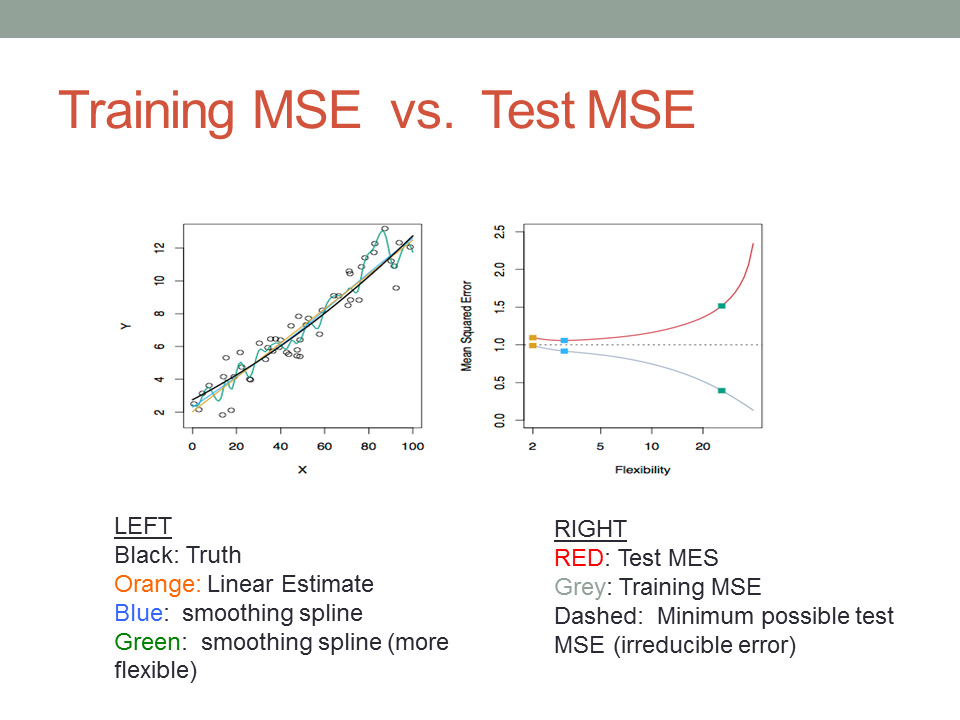 Training MSE vs. Test MSE
Y
12
10
8
6
4
2
0 20 40 60 80 100
X
Mean Squared Error
2.5
2.0
1.5
1.0
0.5
0.0
2 5 10 20
Flexibility
LEFT
Black: Truth
Orange: Linear Estimate
Blue: smoothing spline
Green: smoothing spline (more
flexible)
RIGHT
RED: Test MES
Grey: Training MSE
Dashed: Minimum possible test
MSE (irreducible error)